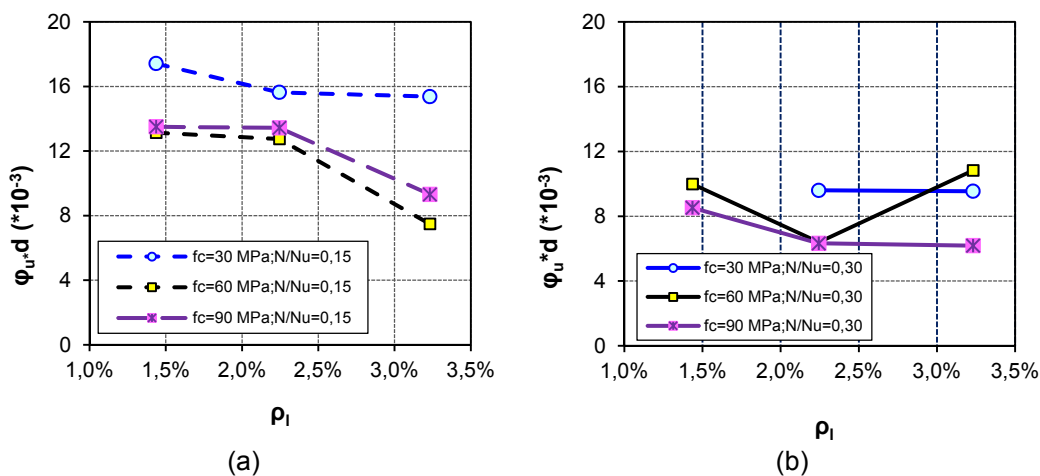 20
16
12
8
4
0
φu*d (*10-3)
fc=30 MPa;N/Nu=0,15
fc=60 MPa;N/Nu=0,15
fc=90 MPa;N/Nu=0,15
1,0% 1,5% 2,0% 2,5% 3,0% 3,5%
ρl
(a)
20
16
12
8
4
0
φu*d (*10-3)
fc=30 MPa;N/Nu=0,30
fc=60 MPa;N/Nu=0,30
fc=90 MPa;N/Nu=0,30
1,0% 1,5% 2,0% 2,5% 3,0% 3,5%
ρl
(b)